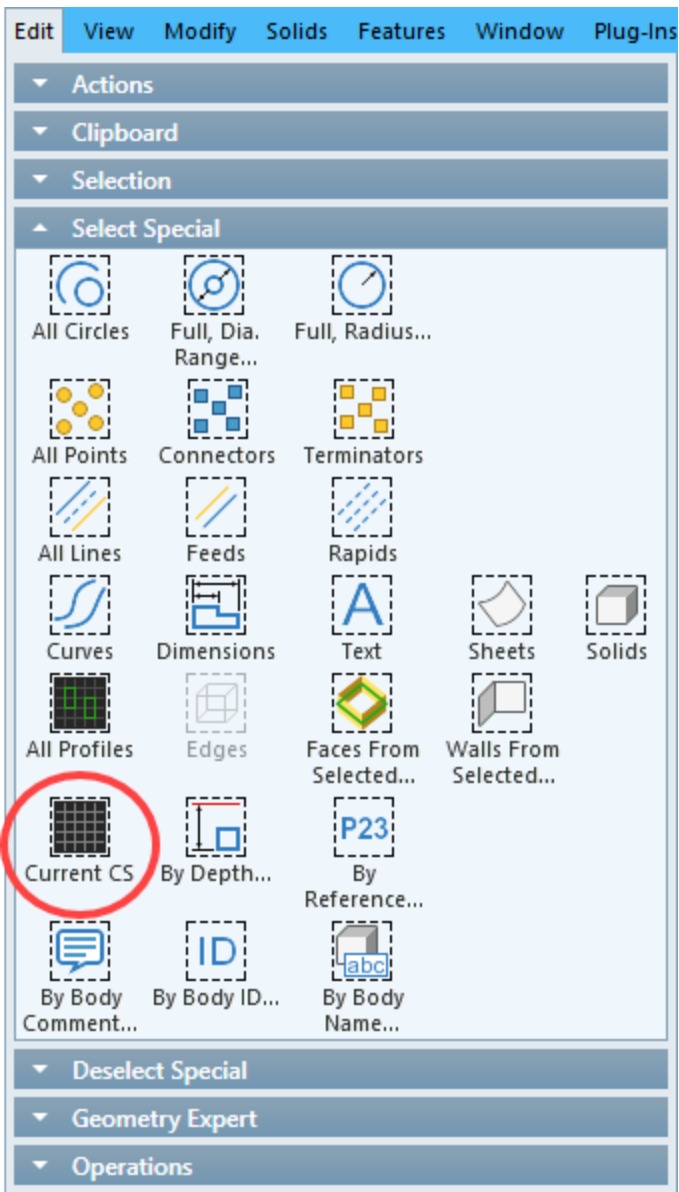 Edit View Modify Solids Features Window Plug-Ins
Actions
Clipboard
Selection
Select Special
All Circles Full, Dia. Full, Radius...
Range...
All Points Connectors Terminators
All Lines Feeds Rapids
Curves Dimensions A Text Sheets Solids
All Profiles Edges Faces From Walls From
Selected... Selected...
P23
Current CS By Depth... By
Reference...
ID abc
By Body By Body ID... By Body
Comment... Name...
Deselect Special
Geometry Expert
Operations